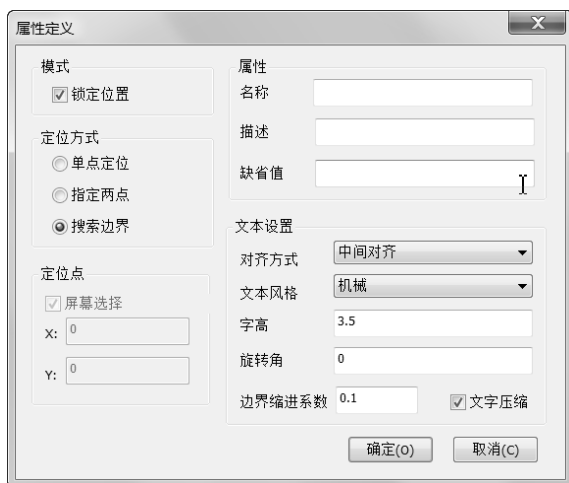 属性定义
模式
锁定位置
定位方式
单点定位
指定两点
搜索边界
定位点
屏幕选择
X: 0
Y: 0
属性
名称
描述
缺省值
文本设置
对齐方式 中间对齐
文本风格 机械
字高 3.5
旋转角 0
边界缩进系数 0.1 文字压缩
确定(O) 取消(C)